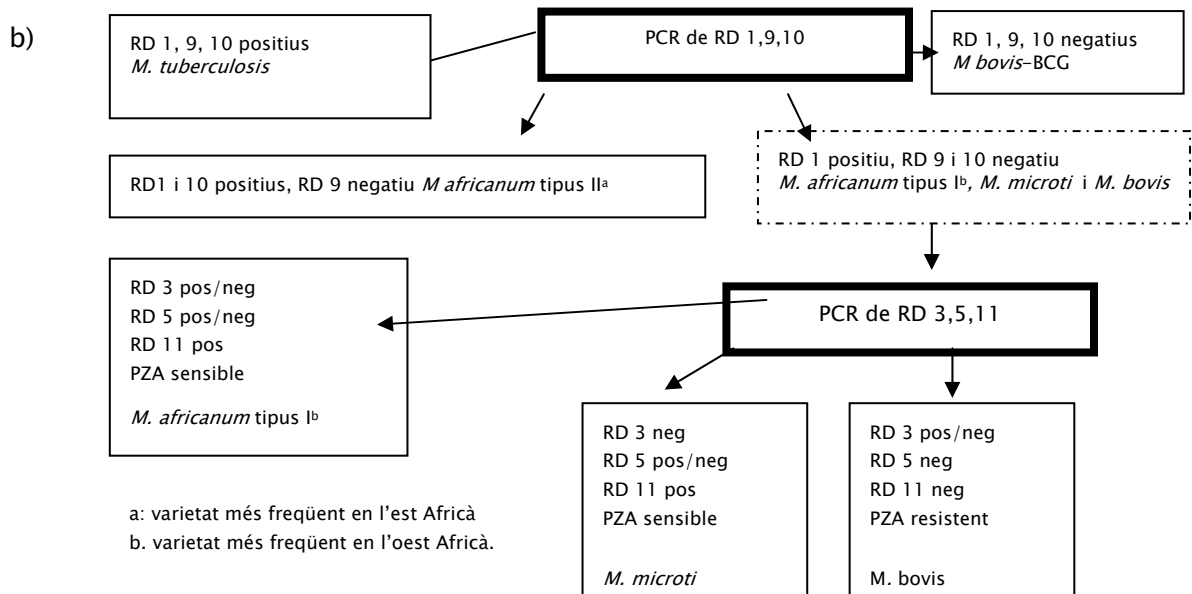 b)
RD 1, 9, 10 positius
M. tuberculosis
PCR de RD 1,9,10
RD 1, 9, 10 negatius
M bovis–BCG
RD1 i 10 positius, RD 9 negatiu M africanum tipus IIª
RD 1 positiu, RD 9 i 10 negatiu
M. africanum tipus Iᵇ, M. microti i M. bovis
RD 3 pos/neg
RD 5 pos/neg
RD 11 pos
PZA sensible
M. africanum tipus Iᵇ
PCR de RD 3,5,11
RD 3 neg
RD 5 pos/neg
RD 11 pos
PZA sensible
M. microti
RD 3 pos/neg
RD 5 neg
RD 11 neg
PZA resistent
M. bovis
a: varietat més freqüent en l'est Africà
b. varietat més freqüent en l'oest Africà.